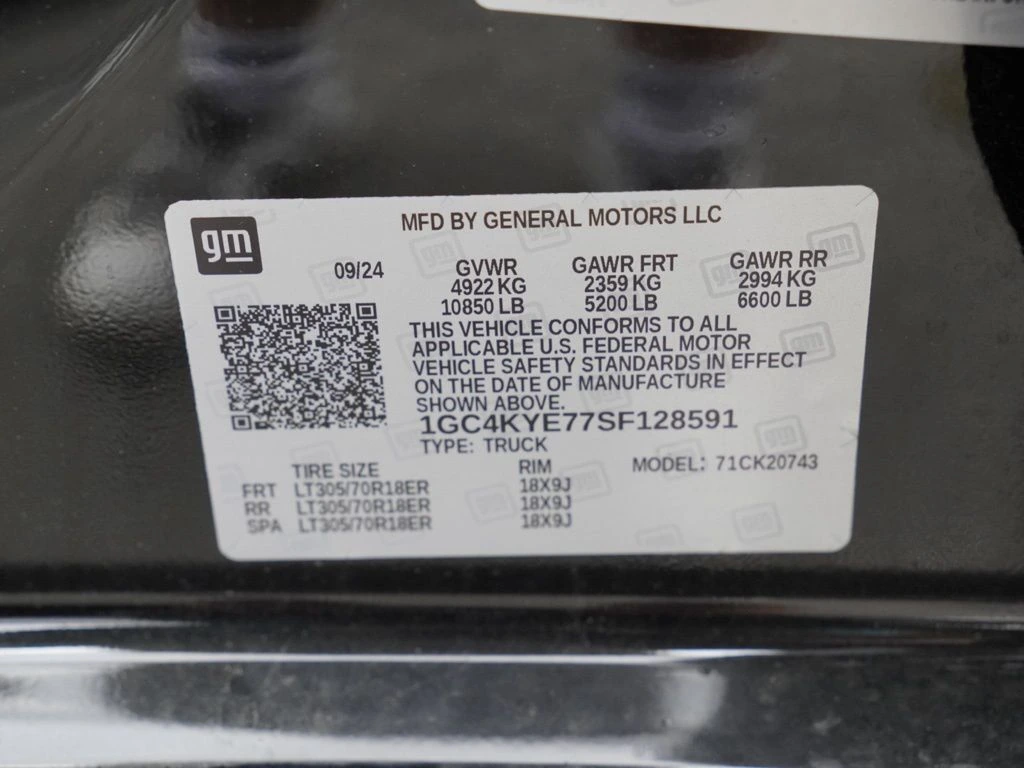 gm
MFD BY GENERAL MOTORS LLC
09/24
GVWR GAWR FRT GAWR RR
4922 KG 2359 KG 2994 KG
10850 LB 5200 LB 6600 LB
THIS VEHICLE CONFORMS TO ALL
APPLICABLE U.S. FEDERAL MOTOR
VEHICLE SAFETY STANDARDS IN EFFECT
ON THE DATE OF MANUFACTURE
SHOWN ABOVE.
1GC4KYE77SF128591
TYPE: TRUCK
TIRE SIZE RIM MODEL: 71CK20743
FRT LT305/70R18ER 18X9J
RR LT305/70R18ER 18X9J
SPA LT305/70R18ER 18X9J